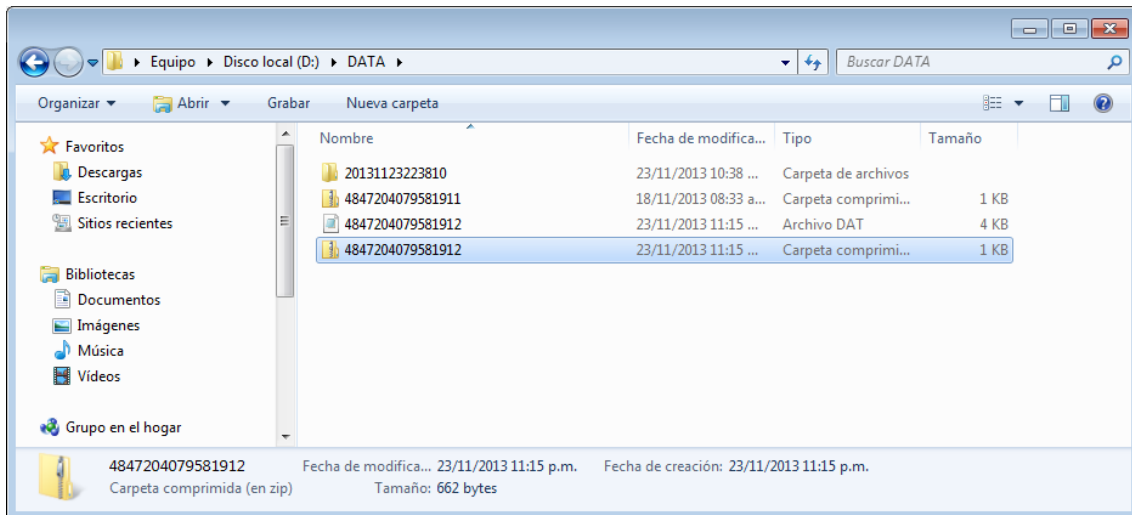 Equipo Disco local (D:) DATA Buscar DATA
Organizar Abrir Grabar Nueva carpeta
Favoritos
Descargas
Escritorio
Sitios recientes
Bibliotecas
Documentos
Imágenes
Música
Vídeos
Grupo en el hogar
Nombre Fecha de modifica... Tipo Tamaño
20131123223810 23/11/2013 10:38 ... Carpeta de archivos
4847204079581911 18/11/2013 08:33 a... Carpeta comprimi... 1 KB
4847204079581912 23/11/2013 11:15 ... Archivo DAT 4 KB
4847204079581912 23/11/2013 11:15 ... Carpeta comprimi... 1 KB
4847204079581912 Fecha de modifica... 23/11/2013 11:15 p.m. Fecha de creación: 23/11/2013 11:15 p.m.
Carpeta comprimida (en zip) Tamaño: 662 bytes